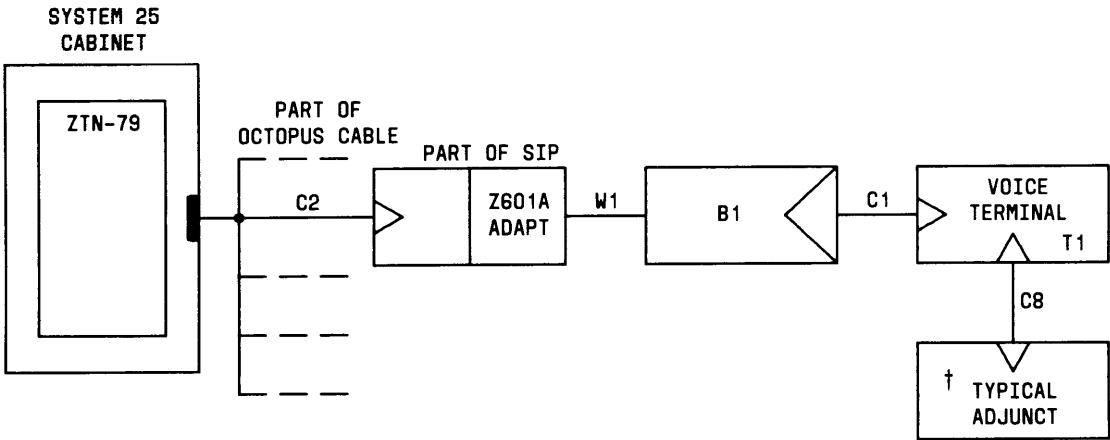 SYSTEM 25
CABINET
ZTN-79
PART OF
OCTOPUS CABLE
C2
PART OF SIP
Z601A
ADAPT
W1
B1
C1
VOICE
TERMINAL
T1
C8
† TYPICAL
ADJUNCT